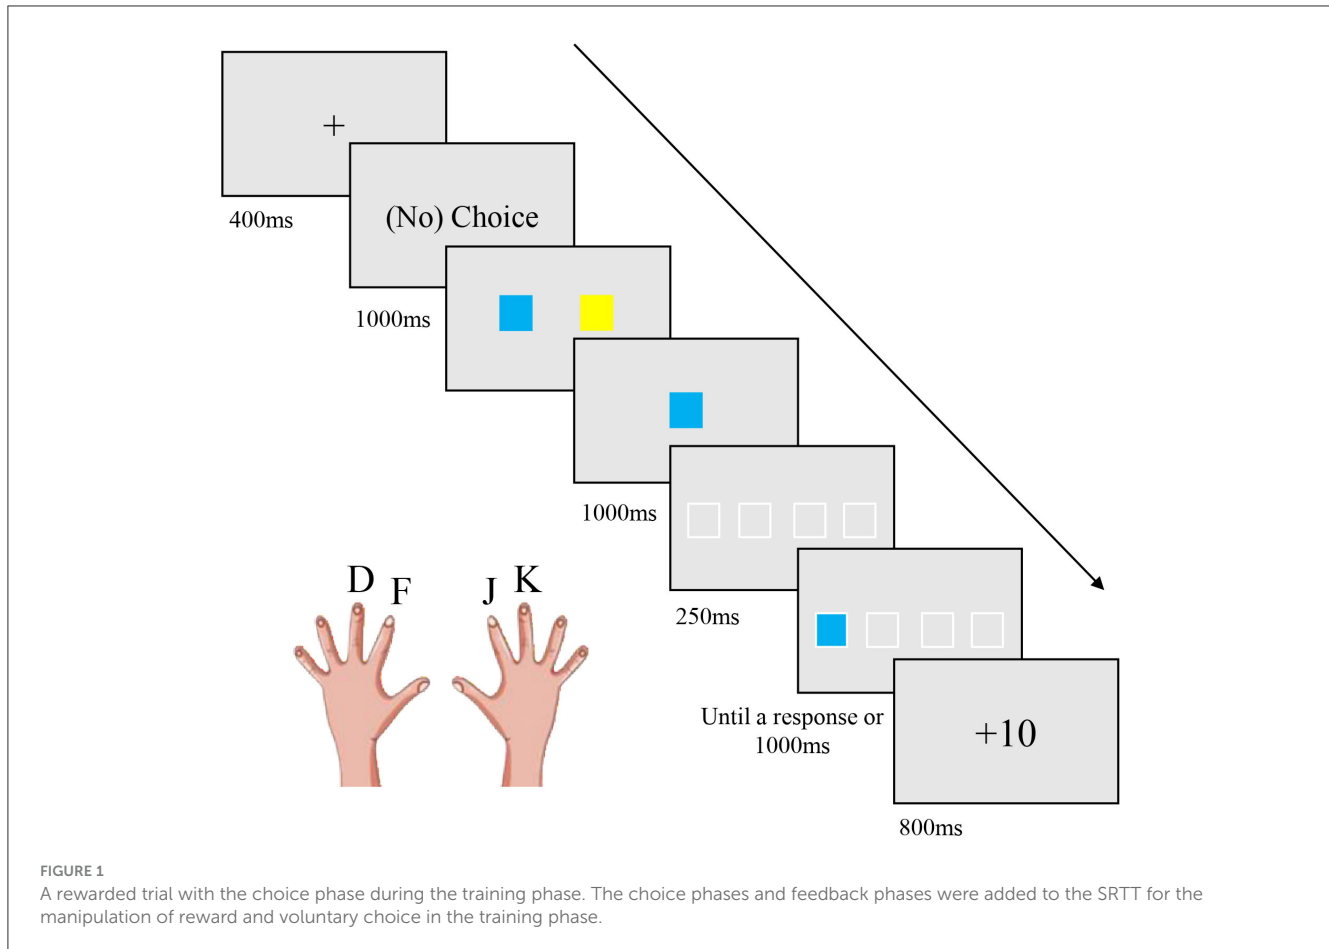 +
400ms
(No) Choice
1000ms
1000ms
250ms
D F J K
Until a response or
1000ms
+10
800ms
FIGURE 1
A rewarded trial with the choice phase during the training phase. The choice phases and feedback phases were added to the SRTT for the
manipulation of reward and voluntary choice in the training phase.